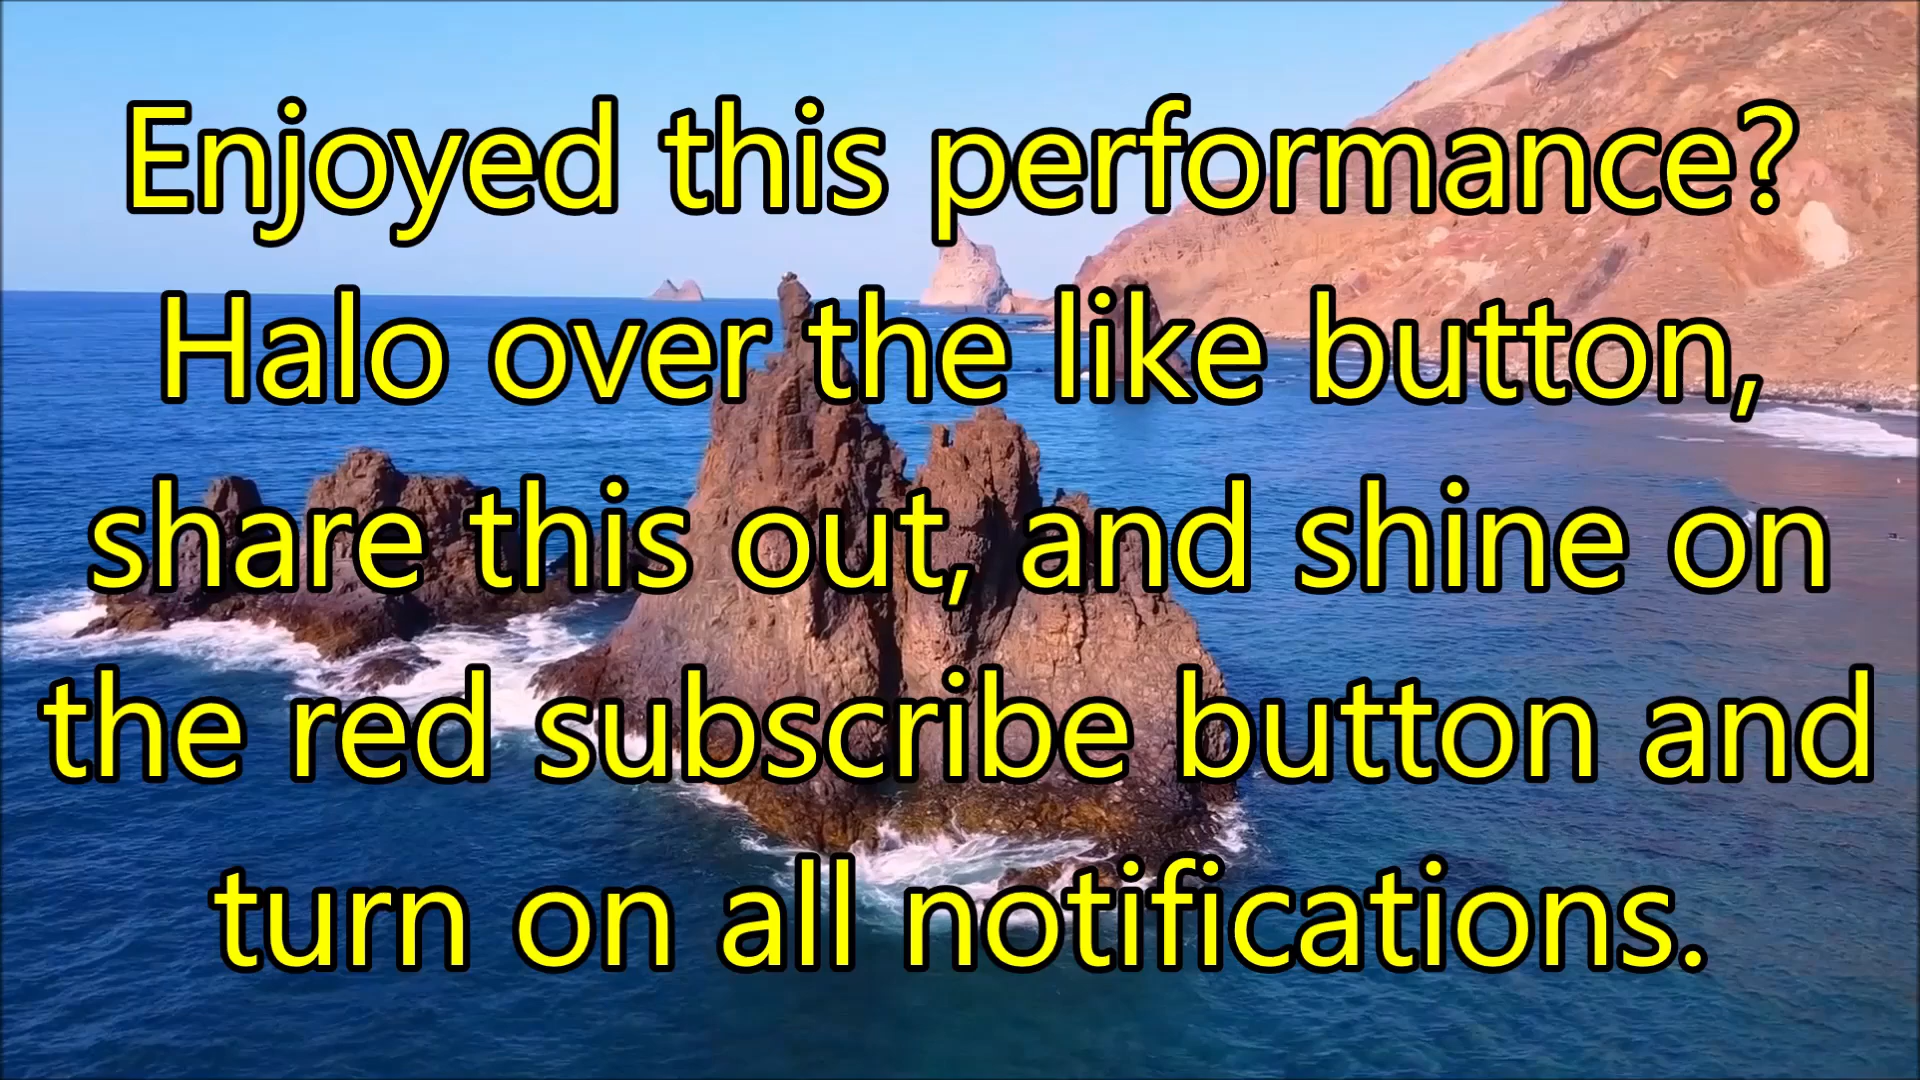 Enjoyed this performance?
Halo over the like button,
share this out, and shine on
the red subscribe button and
turn on all notifications.